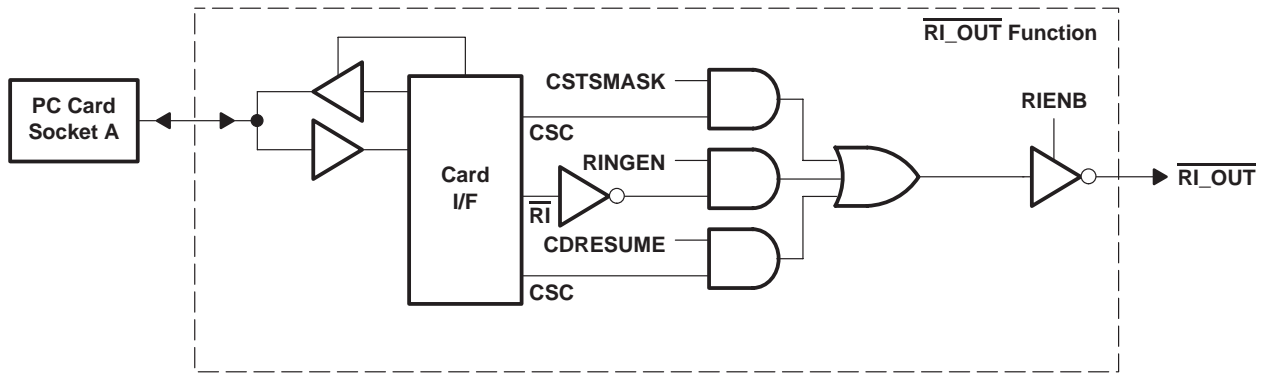 RI_OUT Function
PC Card
Socket A
CSTSMASK
CSC
RINGEN
Card
I/F
RI
CDRESUME
CSC
RIENB
RI_OUT